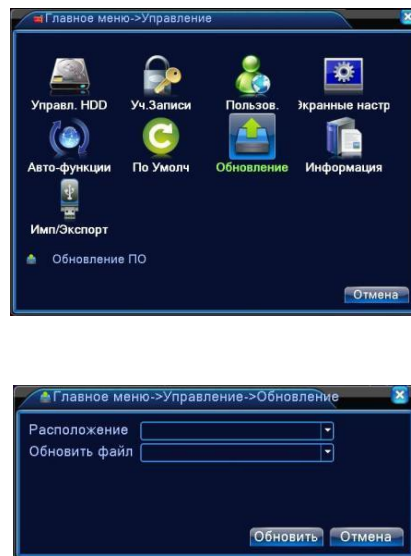 Главное меню->Управление
Управл. HDD Уч.Записи Пользов. Экранные настр
Авто-функции По Умолч Обновление Информация
Имп/Экспорт
Обновление ПО
Отмена
Главное меню->Управление->Обновление
Расположение
Обновить файл
Обновить Отмена